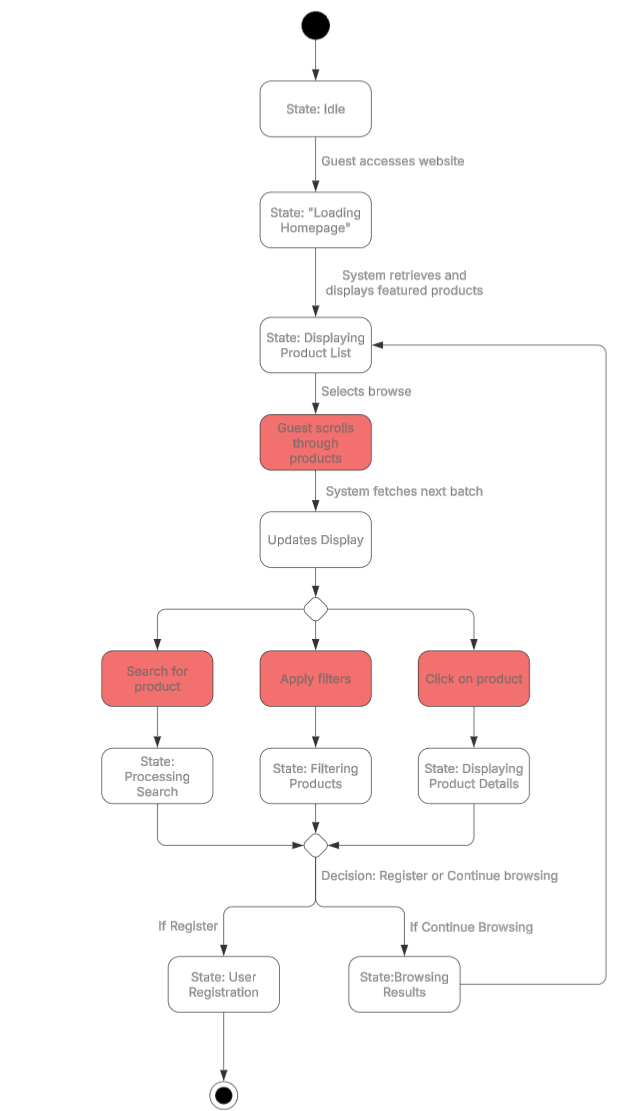 State: Idle
Guest accesses website
State: "Loading
Homepage"
System retrieves and
displays featured products
State: Displaying
Product List
Selects browse
Guest scrolls
through
products
System fetches next batch
Updates Display
Search for
product
Apply filters
Click on product
State:
Processing
Search
State: Filtering
Products
State: Displaying
Product Details
Decision: Register or Continue browsing
If Register
If Continue Browsing
State: User
Registration
State:Browsing
Results